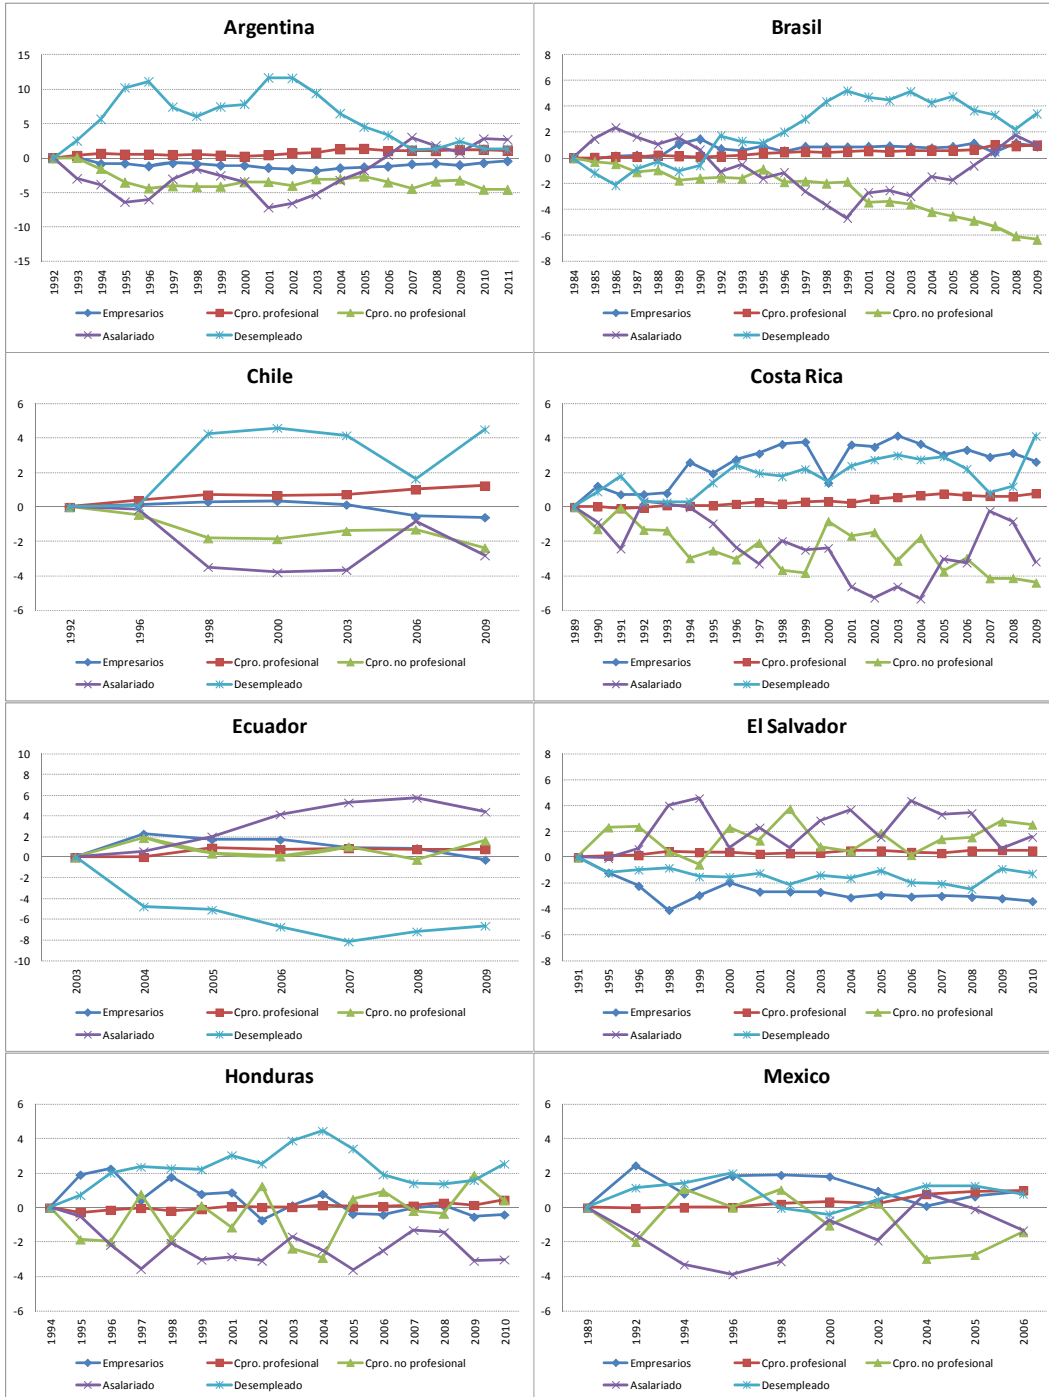 Argentina
15
10
5
0
-5
-10
-15
1992 1993 1994 1995 1996 1997 1998 1999 2000 2001 2002 2003 2004 2005 2006 2007 2008 2009 2010 2011
Empresarios Cpro. profesional Cpro. no profesional
Asalariado Desempleado
Brasil
8
6
4
2
0
-2
-4
-6
-8
1984 1985 1986 1987 1988 1989 1990 1992 1993 1995 1996 1997 1998 1999 2001 2002 2003 2004 2005 2006 2007 2008 2009
Empresarios Cpro. profesional Cpro. no profesional
Asalariado Desempleado
Chile
6
4
2
0
-2
-4
-6
1992 1996 1998 2000 2003 2006 2009
Empresarios Cpro. profesional Cpro. no profesional
Asalariado Desempleado
Costa Rica
6
4
2
0
-2
-4
-6
1989 1990 1991 1992 1993 1994 1995 1996 1997 1998 1999 2000 2001 2002 2003 2004 2005 2006 2007 2008 2009
Empresarios Cpro. profesional Cpro. no profesional
Asalariado Desempleado
Ecuador
10
8
6
4
2
0
-2
-4
-6
-8
-10
2003 2004 2005 2006 2007 2008 2009
Empresarios Cpro. profesional Cpro. no profesional
Asalariado Desempleado
El Salvador
8
6
4
2
0
-2
-4
-6
-8
1991 1995 1996 1998 1999 2000 2001 2002 2003 2004 2005 2006 2007 2008 2009 2010
Empresarios Cpro. profesional Cpro. no profesional
Asalariado Desempleado
Honduras
6
4
2
0
-2
-4
-6
1994 1995 1996 1997 1998 1999 2001 2002 2003 2004 2005 2006 2007 2008 2009 2010
Empresarios Cpro. profesional Cpro. no profesional
Asalariado Desempleado
Mexico
6
4
2
0
-2
-4
-6
1989 1992 1994 1996 1998 2000 2002 2004 2005 2006
Empresarios Cpro. profesional Cpro. no profesional
Asalariado Desempleado